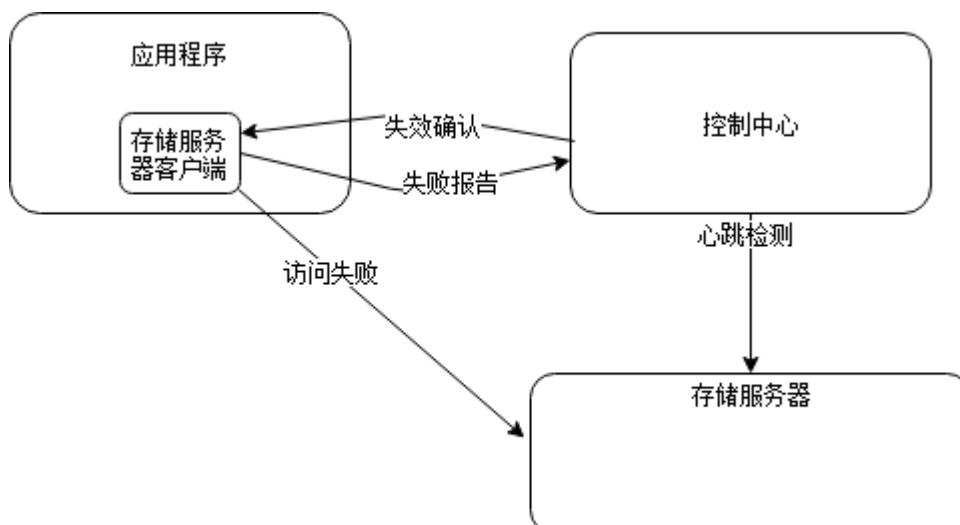 应用程序
存储服务
器客户端
失效确认
失败报告
控制中心
心跳检测
访问失败
存储服务器